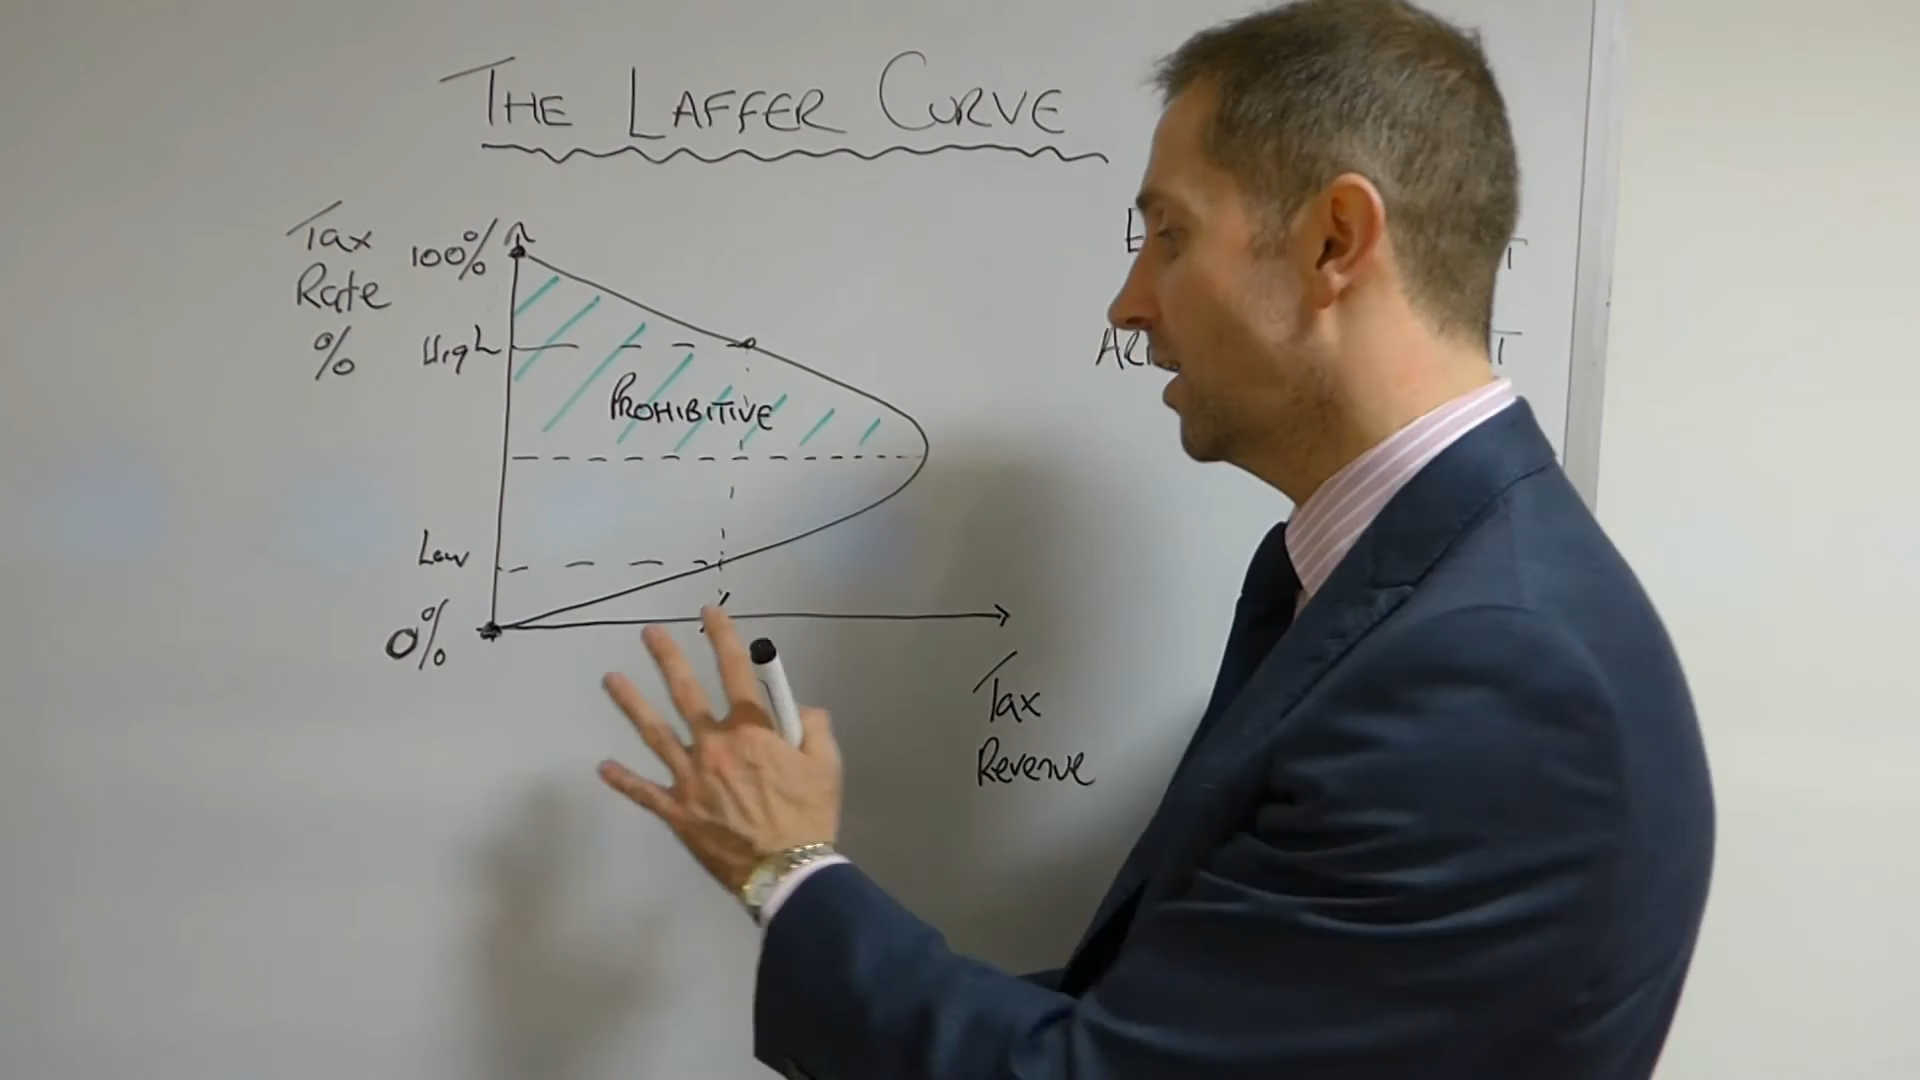 THE LAFFER CURVE
Tax
Rate
%
100%
High
PROHIBITIVE
Low
0%
Tax
Revenue